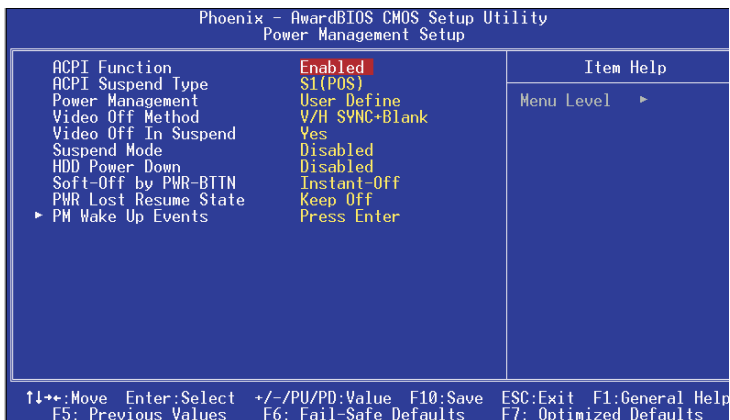 Phoenix - AwardBIOS CMOS Setup Utility
Power Management Setup
ACPI Function Enabled
ACPI Suspend Type S1(POS)
Power Management User Define
Video Off Method V/H SYNC+Blank
Video Off In Suspend Yes
Suspend Mode Disabled
HDD Power Down Disabled
Soft-Off by PWR-BTTN Instant-Off
PWR Lost Resume State Keep Off
► PM Wake Up Events Press Enter
Item Help
Menu Level ►
↑↓→←:Move Enter:Select +/-/PU/PD:Value F10:Save ESC:Exit F1:General Help
F5: Previous Values F6: Fail-Safe Defaults F7: Optimized Defaults